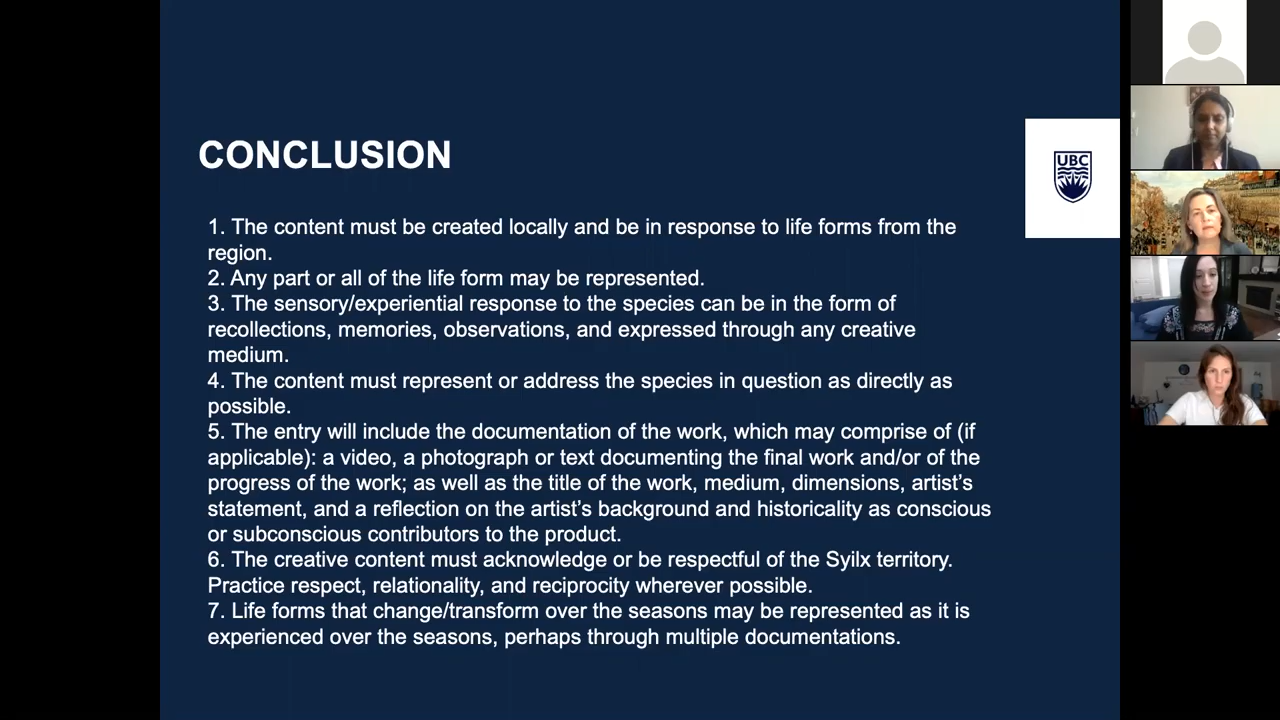 CONCLUSION
UBC
1. The content must be created locally and be in response to life forms from the
region.
2. Any part or all of the life form may be represented.
3. The sensory/experiential response to the species can be in the form of
recollections, memories, observations, and expressed through any creative
medium.
4. The content must represent or address the species in question as directly as
possible.
5. The entry will include the documentation of the work, which may comprise of (if
applicable): a video, a photograph or text documenting the final work and/or of the
progress of the work; as well as the title of the work, medium, dimensions, artist’s
statement, and a reflection on the artist’s background and historicality as conscious
or subconscious contributors to the product.
6. The creative content must acknowledge or be respectful of the Syilx territory.
Practice respect, relationality, and reciprocity wherever possible.
7. Life forms that change/transform over the seasons may be represented as it is
experienced over the seasons, perhaps through multiple documentations.